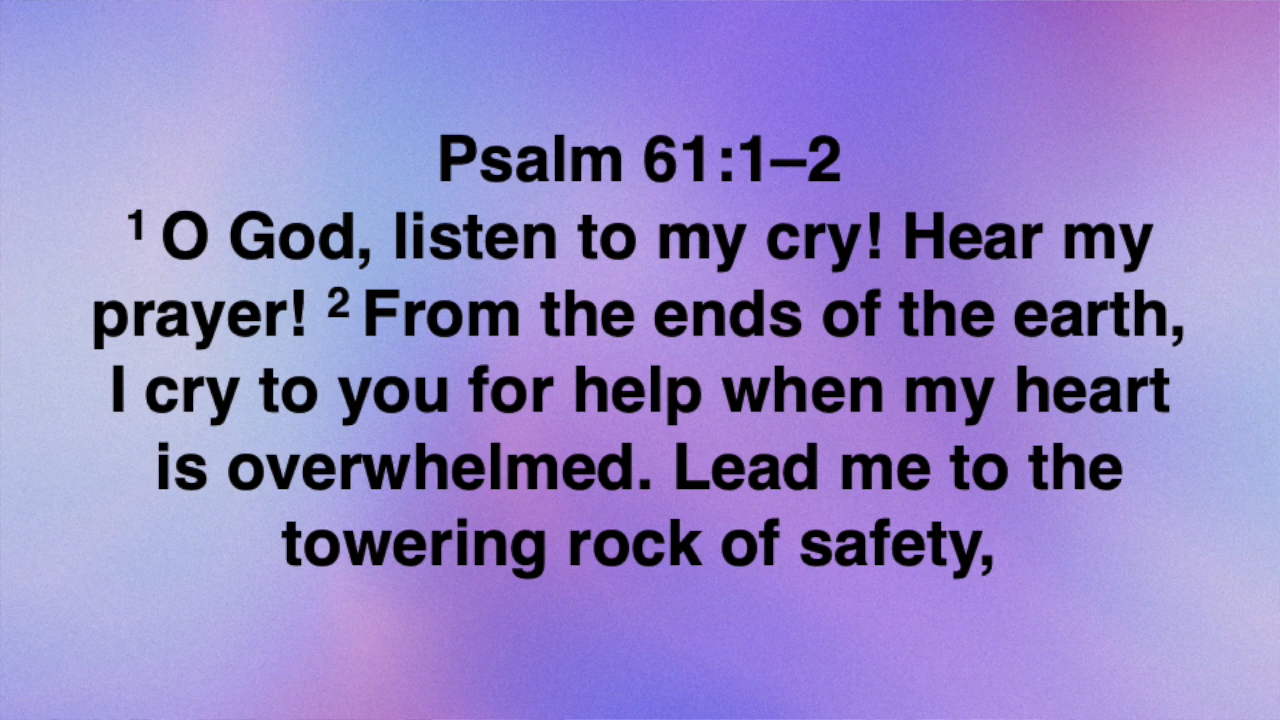 Psalm 61:1–2
¹ O God, listen to my cry! Hear my
prayer! ² From the ends of the earth,
I cry to you for help when my heart
is overwhelmed. Lead me to the
towering rock of safety,